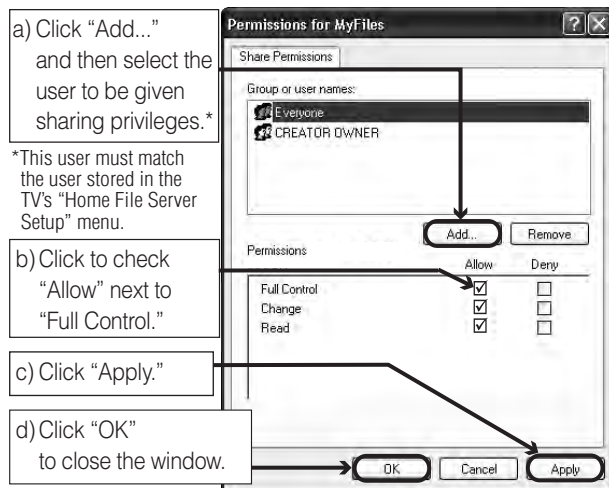 a) Click “Add...”
and then select the
user to be given
sharing privileges.*
*This user must match
the user stored in the
TV's “Home File Server
Setup” menu.
b) Click to check
“Allow” next to
“Full Control.”
c) Click “Apply.”
d) Click “OK”
to close the window.
Permissions for MyFiles
Share Permissions
Group or user names:
Everyone
CREATOR OWNER
Add... Remove
Permissions Allow Deny
Full Control
Change
Read
OK Cancel Apply